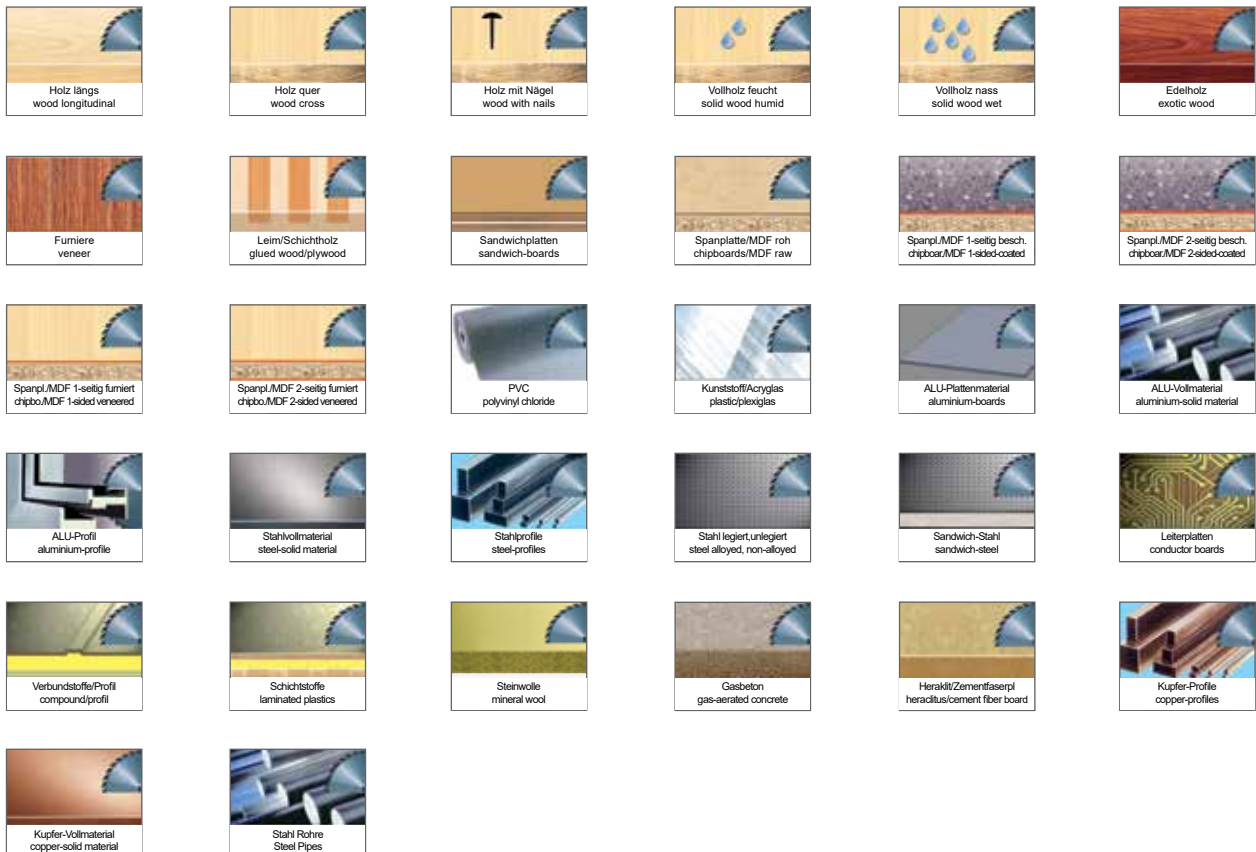 Holz längs
wood longitudinal
Holz quer
wood cross
Holz mit Nägel
wood with nails
Vollholz feucht
solid wood humid
Vollholz nass
solid wood wet
Edelholz
exotic wood
Furniere
veneer
Leim/Schichtholz
glued wood/plywood
Sandwichplatten
sandwich-boards
Spanplatte/MDF roh
chipboards/MDF raw
Spanpl./MDF 1-seitig besch.
chipboar./MDF 1-sided-coated
Spanpl./MDF 2-seitig besch.
chipboar./MDF 2-sided-coated
Spanpl./MDF 1-seitig furniert
chipbo./MDF 1-sided veneered
Spanpl./MDF 2-seitig furniert
chipbo./MDF 2-sided veneered
PVC
polyvinyl chloride
Kunststoff/Acryglas
plastic/plexiglas
ALU-Plattenmaterial
aluminium-boards
ALU-Vollmaterial
aluminium-solid material
ALU-Profil
aluminium-profile
Stahlvollmaterial
steel-solid material
Stahlprofile
steel-profiles
Stahl legiert,unlegiert
steel alloyed, non-alloyed
Sandwich-Stahl
sandwich-steel
Leiterplatten
conductor boards
Verbundstoffe/Profil
compound/profil
Schichtstoffe
laminated plastics
Steinwolle
mineral wool
Gasbeton
gas-aerated concrete
Heraklit/Zementfaserpl
heraclitus/cement fiber board
Kupfer-Profile
copper-profiles
Kupfer-Vollmaterial
copper-solid material
Stahl Rohre
Steel Pipes